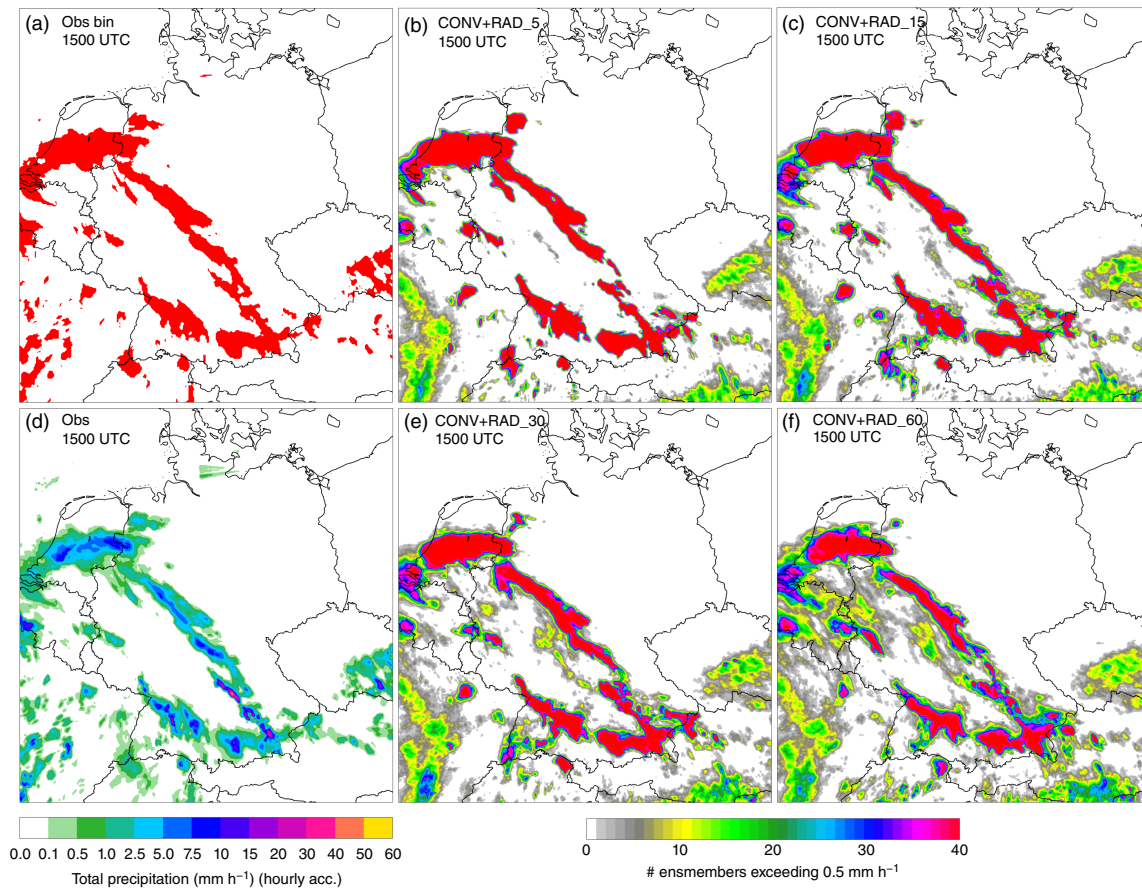 (a) Obs bin
1500 UTC
(b) CONV+RAD_5
1500 UTC
(c) CONV+RAD_15
1500 UTC
(d) Obs
1500 UTC
(e) CONV+RAD_30
1500 UTC
(f) CONV+RAD_60
1500 UTC
0.0 0.1 0.5 1.0 2.5 5.0 7.5 10 15 20 30 40 50 60
Total precipitation (mm h⁻¹) (hourly acc.)
0 10 20 30 40
# ensmembers exceeding 0.5 mm h⁻¹